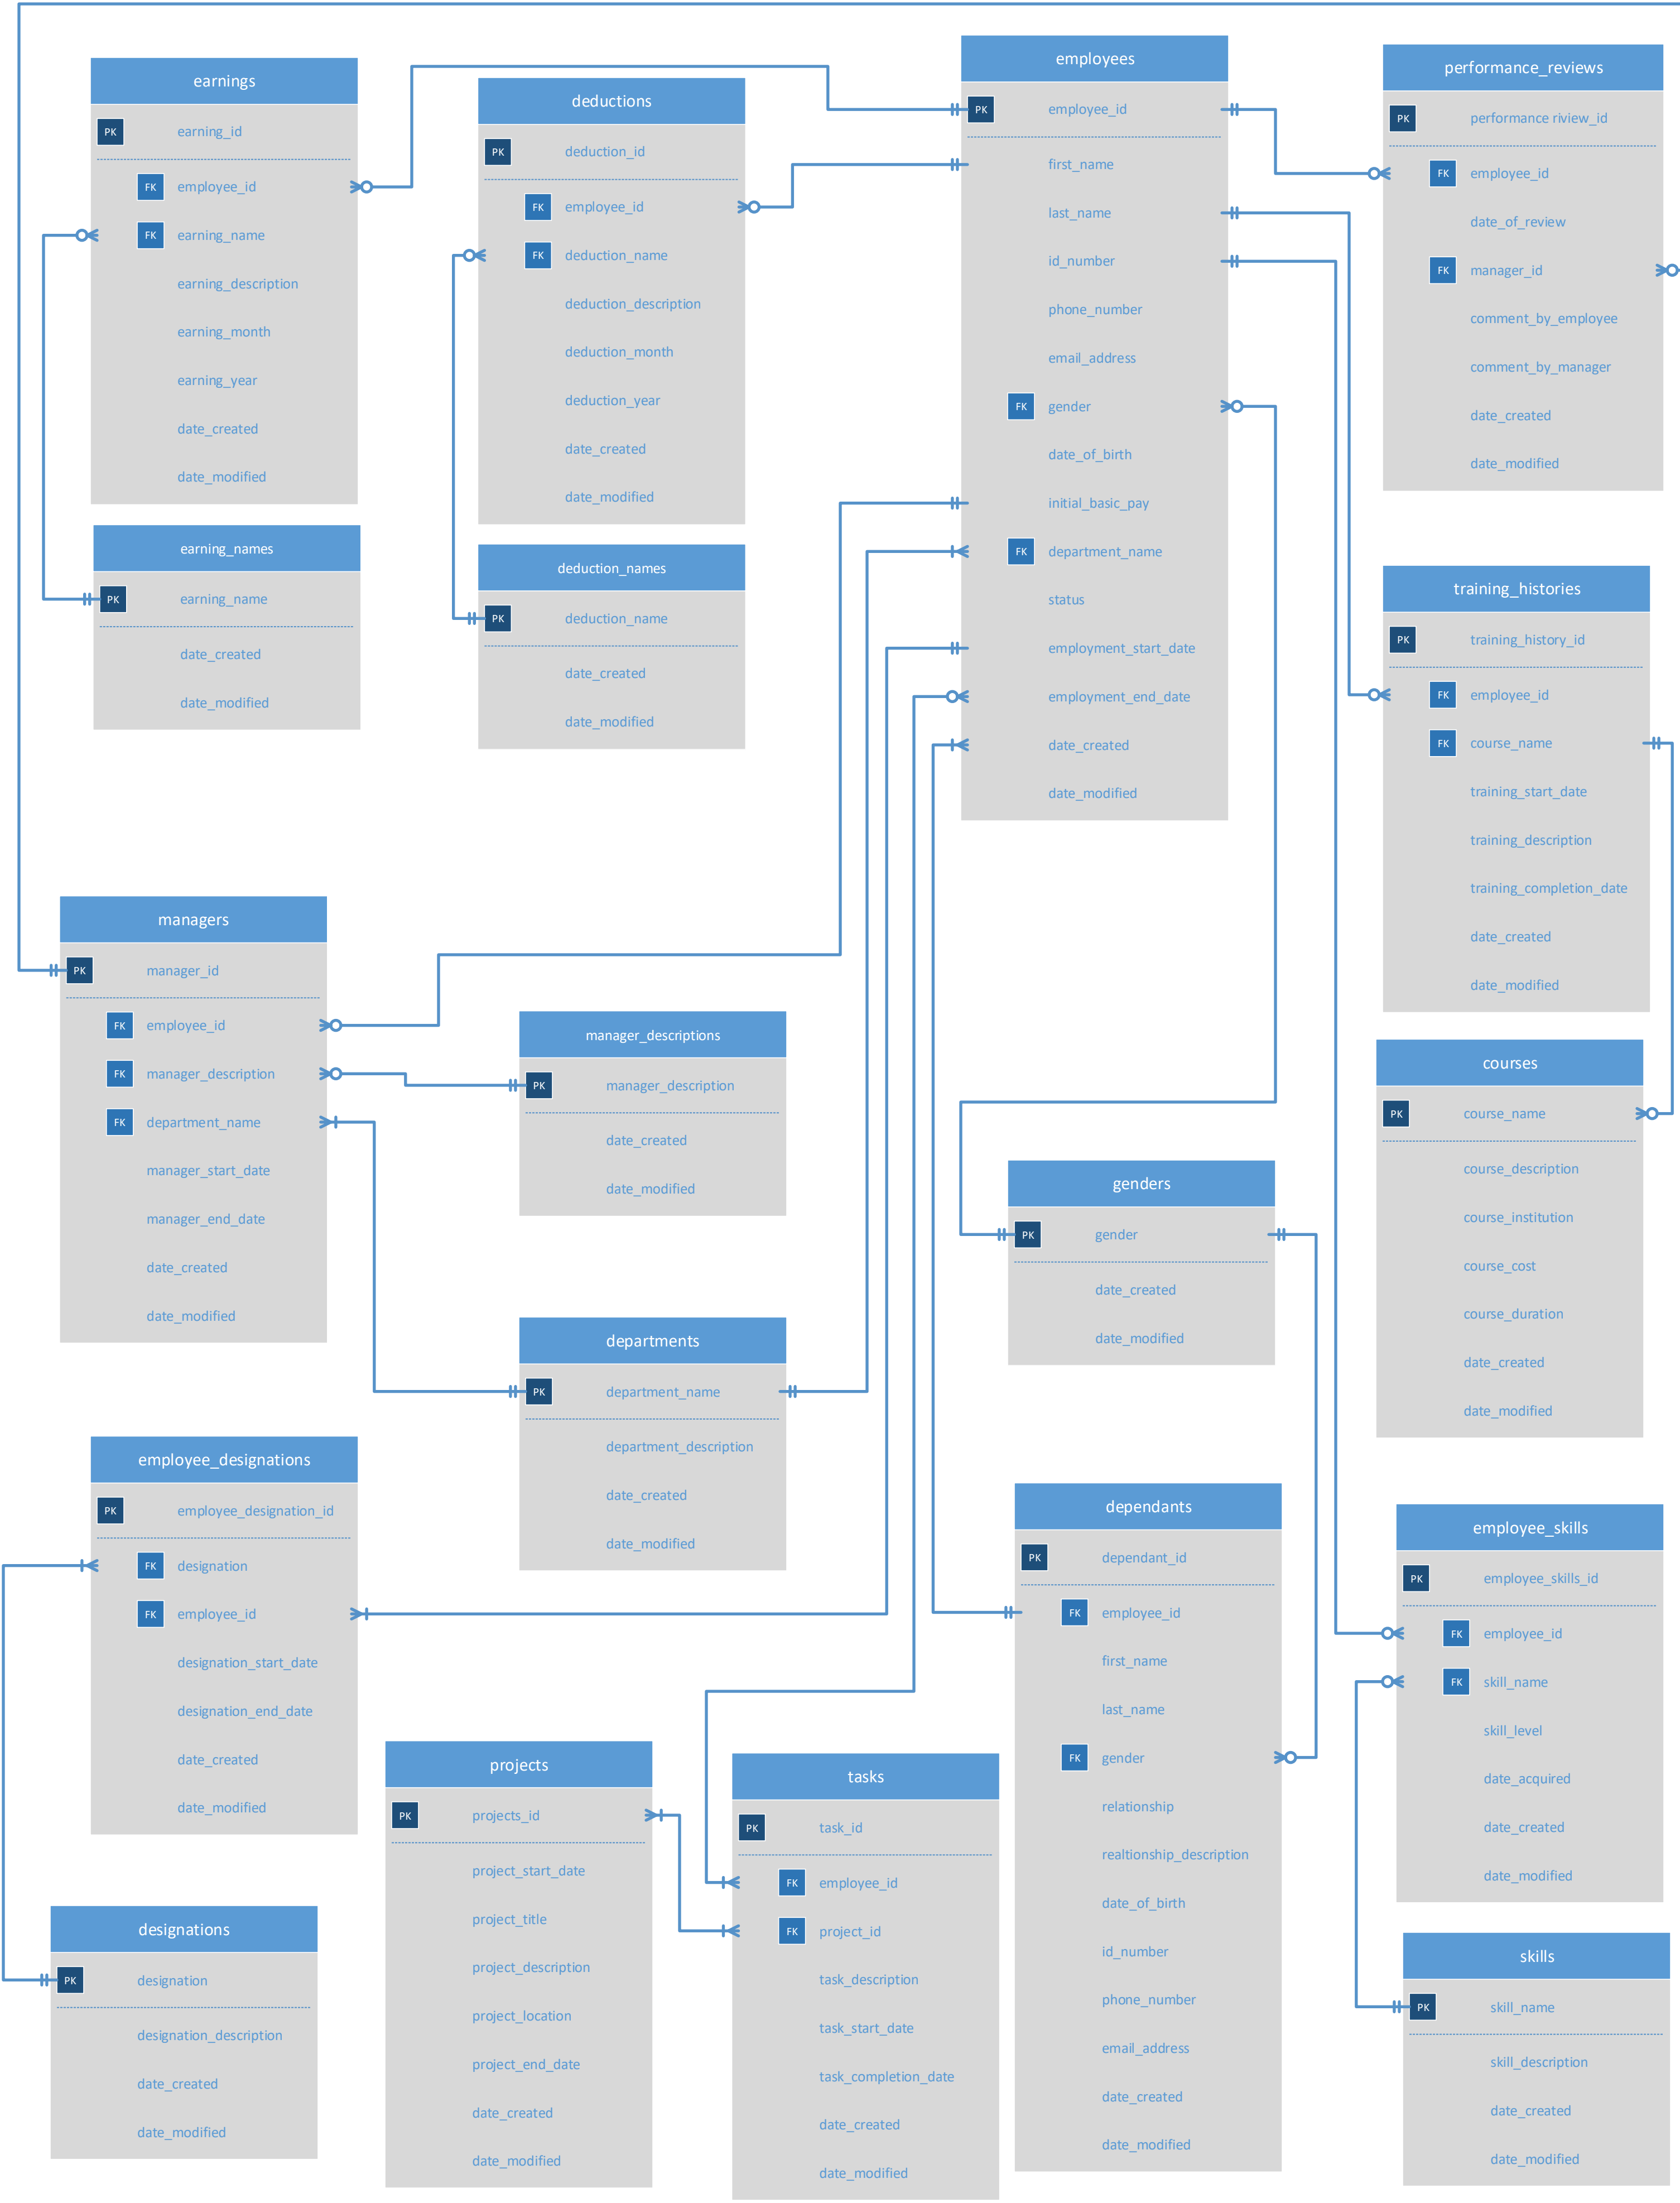 earnings
PK earning_id
FK employee_id
FK earning_name
earning_description
earning_month
earning_year
date_created
date_modified
earning_names
PK earning_name
date_created
date_modified
deductions
PK deduction_id
FK employee_id
FK deduction_name
deduction_description
deduction_month
deduction_year
date_created
date_modified
deduction_names
PK deduction_name
date_created
date_modified
employees
PK employee_id
first_name
last_name
id_number
phone_number
email_address
FK gender
date_of_birth
initial_basic_pay
FK department_name
status
employment_start_date
employment_end_date
date_created
date_modified
performance_reviews
PK performance riview_id
FK employee_id
date_of_review
FK manager_id
comment_by_employee
comment_by_manager
date_created
date_modified
training_histories
PK training_history_id
FK employee_id
FK course_name
training_start_date
training_description
training_completion_date
date_created
date_modified
managers
PK manager_id
FK employee_id
FK manager_description
FK department_name
manager_start_date
manager_end_date
date_created
date_modified
manager_descriptions
PK manager_description
date_created
date_modified
genders
PK gender
date_created
date_modified
courses
PK course_name
course_description
course_institution
course_cost
course_duration
date_created
date_modified
departments
PK department_name
department_description
date_created
date_modified
employee_designations
PK employee_designation_id
FK designation
FK employee_id
designation_start_date
designation_end_date
date_created
date_modified
dependants
PK dependant_id
FK employee_id
first_name
last_name
FK gender
relationship
realtionship_description
date_of_birth
id_number
phone_number
email_address
date_created
date_modified
employee_skills
PK employee_skills_id
FK employee_id
FK skill_name
skill_level
date_acquired
date_created
date_modified
projects
PK projects_id
project_start_date
project_title
project_description
project_location
project_end_date
date_created
date_modified
tasks
PK task_id
FK employee_id
FK project_id
task_description
task_start_date
task_completion_date
date_created
date_modified
designations
PK designation
designation_description
date_created
date_modified
skills
PK skill_name
skill_description
date_created
date_modified